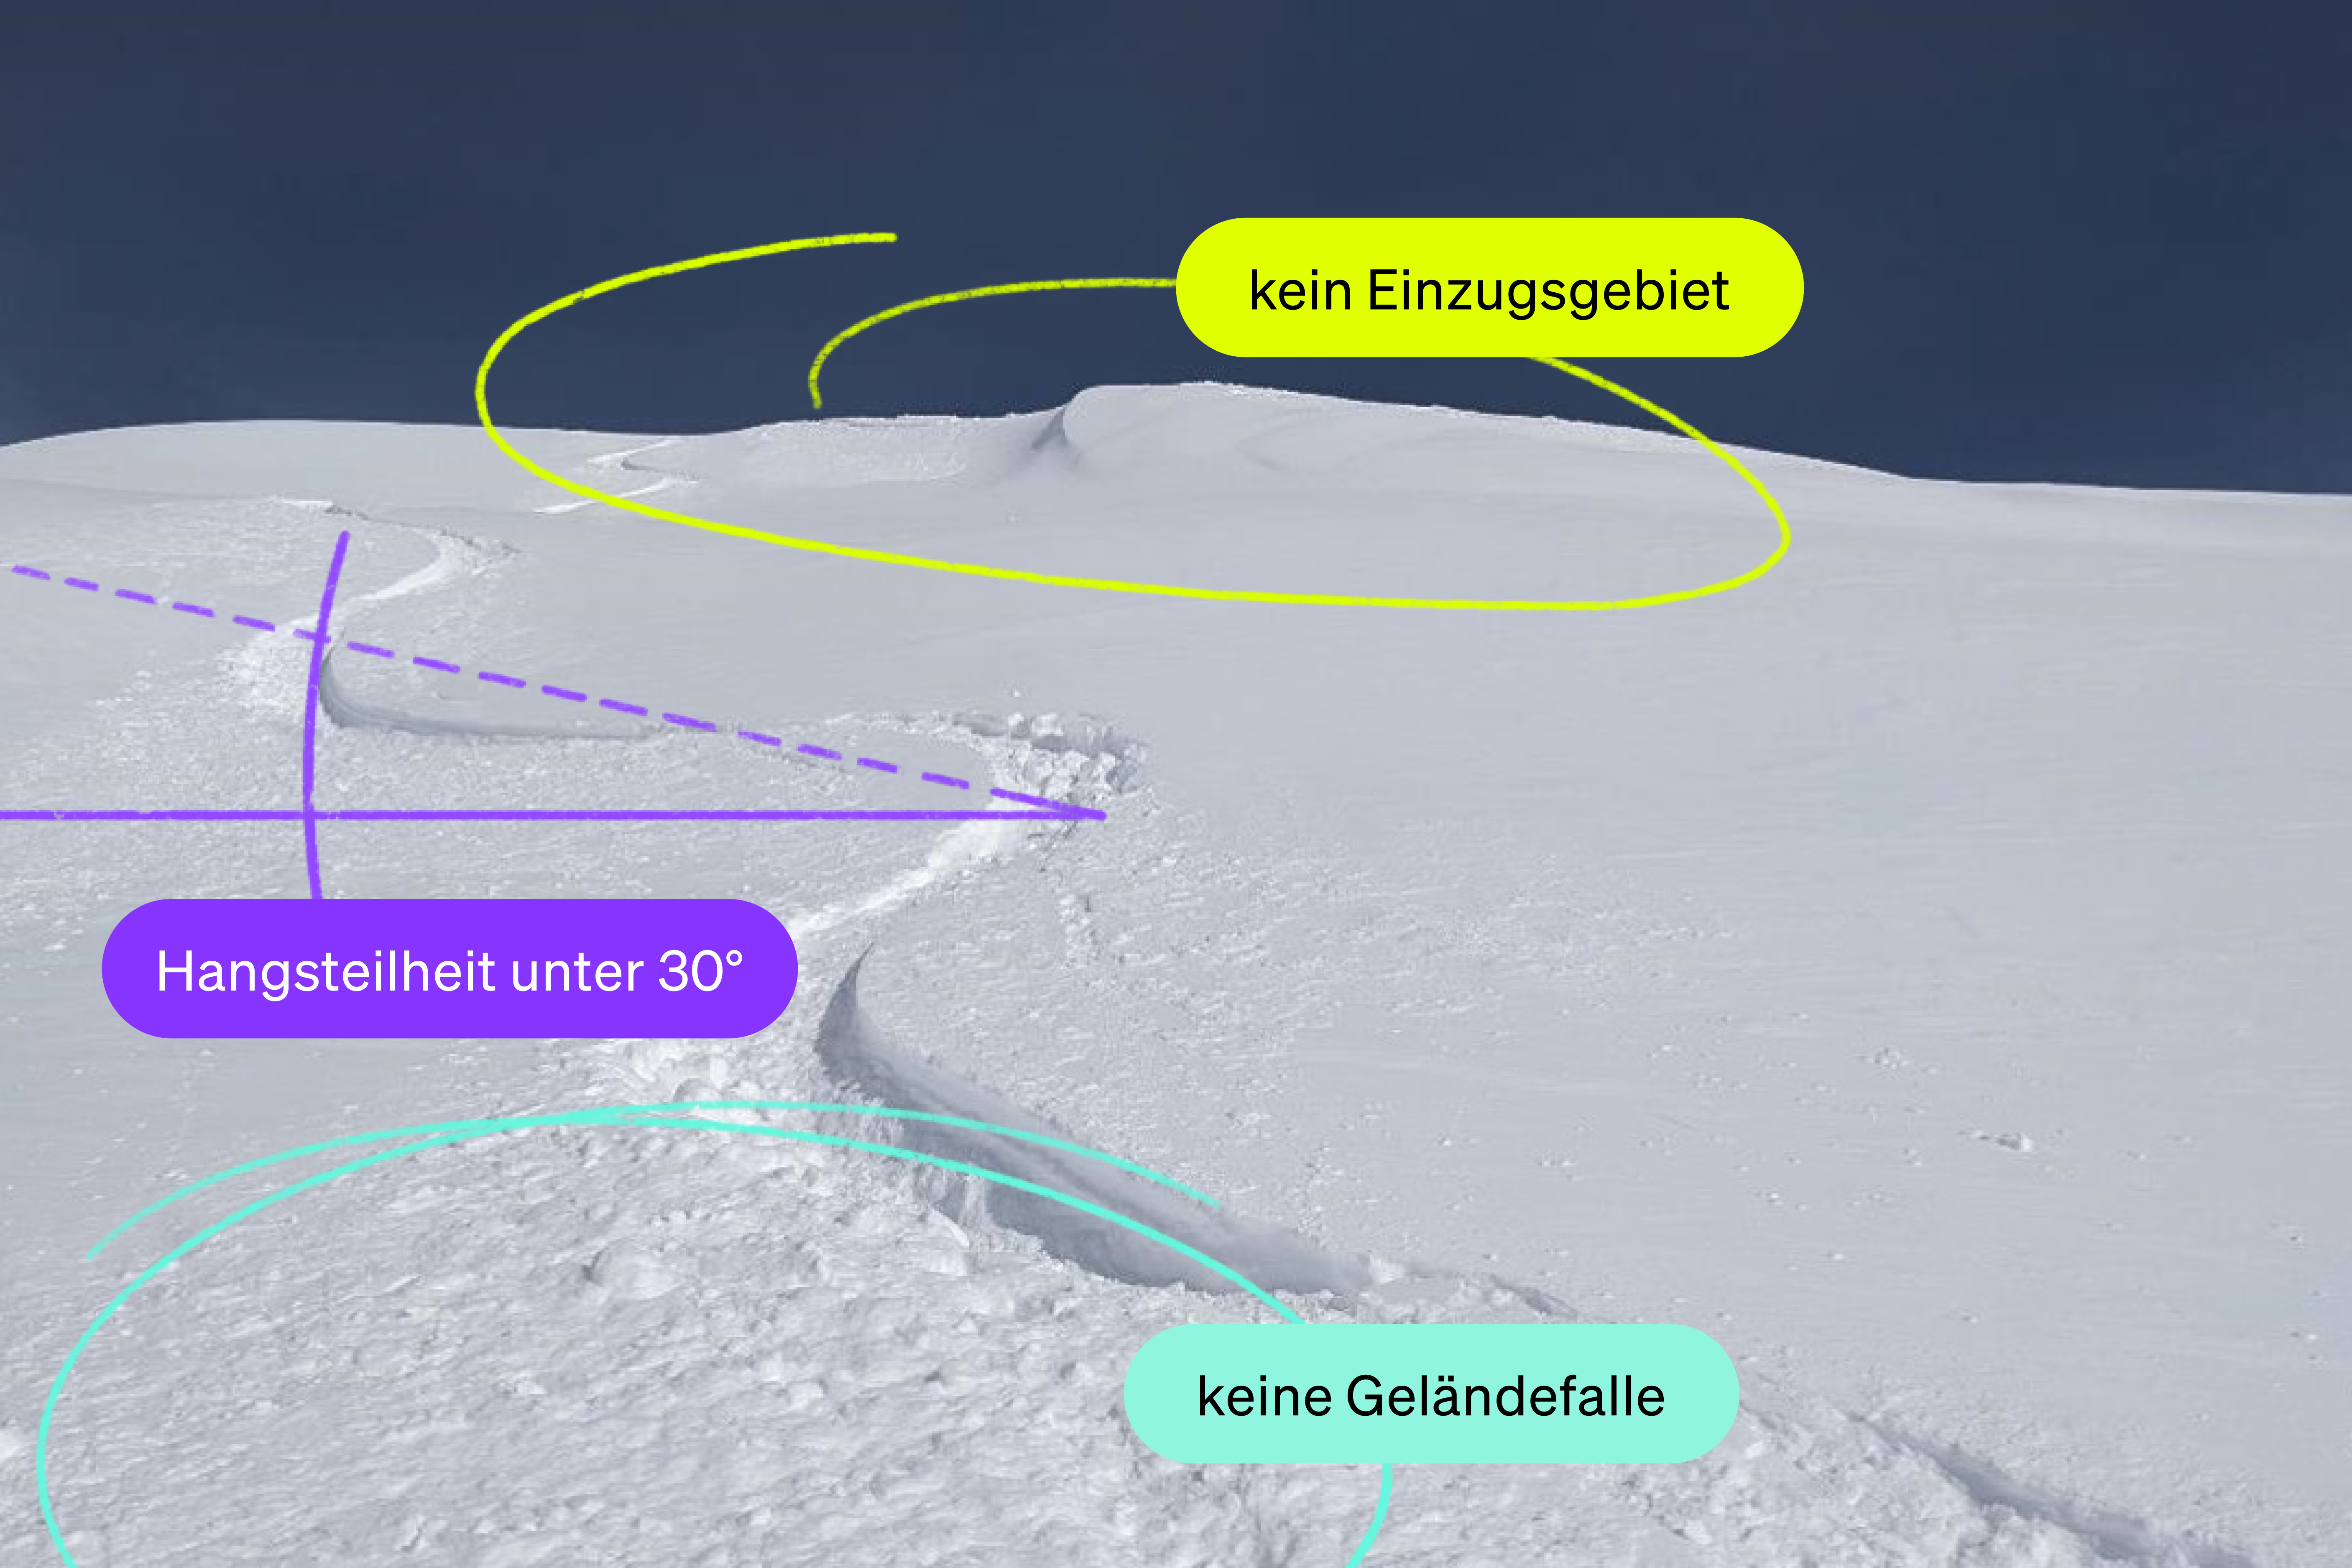 kein Einzugsgebiet
Hangsteilheit unter 30°
keine Geländefalle